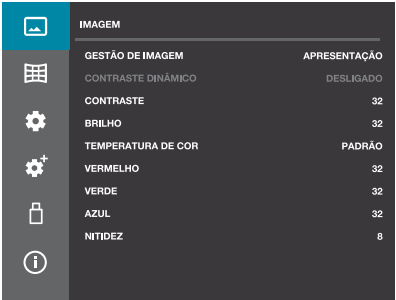 IMAGEM
GESTÃO DE IMAGEM APRESENTAÇÃO
CONTRASTE DINÂMICO DESLIGADO
CONTRASTE 32
BRILHO 32
TEMPERATURA DE COR PADRÃO
VERMELHO 32
VERDE 32
AZUL 32
NITIDEZ 8